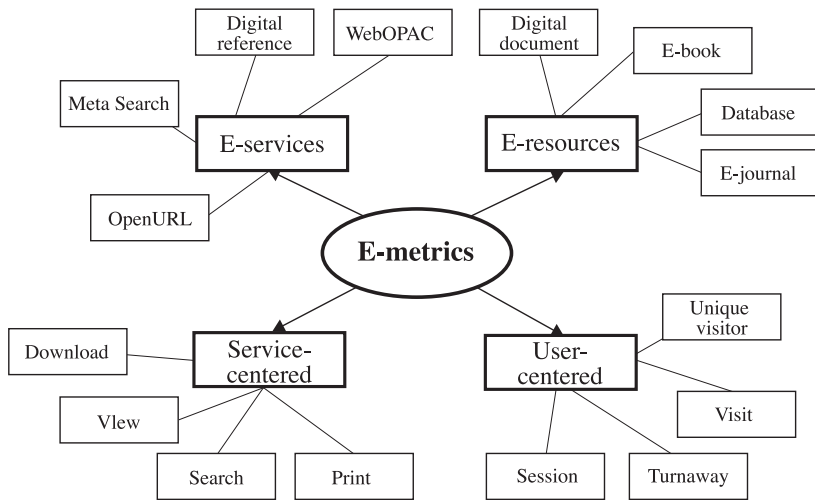 Digital
reference
WebOPAC
Digital
document
E-book
Meta Search
E-services
E-resources
Database
E-journal
OpenURL
E-metrics
Unique
visitor
Download
Service-
centered
User-
centered
Vlew
Visit
Search
Print
Session
Turnaway